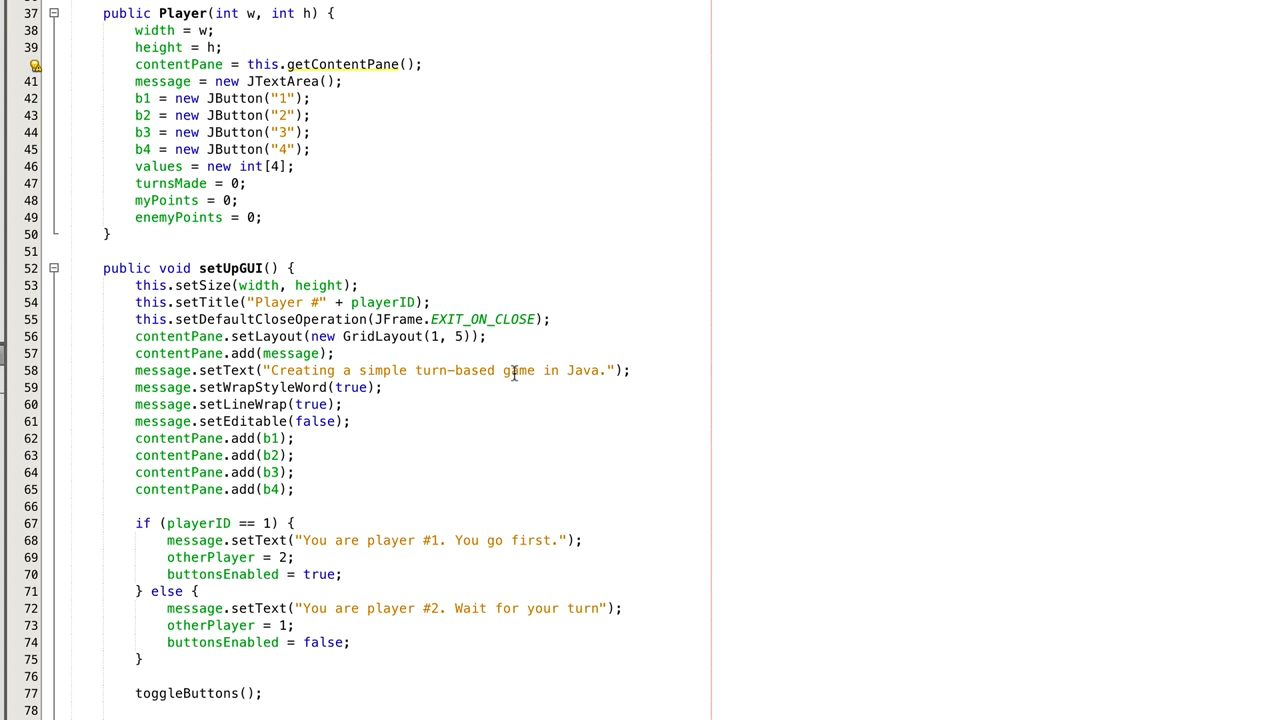 37 public Player(int w, int h) {
38 width = w;
39 height = h;
contentPane = this.getContentPane();
41 message = new JTextArea();
42 b1 = new JButton("1");
43 b2 = new JButton("2");
44 b3 = new JButton("3");
45 b4 = new JButton("4");
46 values = new int[4];
47 turnsMade = 0;
48 myPoints = 0;
49 enemyPoints = 0;
50 }
51
52 public void setUpGUI() {
53 this.setSize(width, height);
54 this.setTitle("Player #" + playerID);
55 this.setDefaultCloseOperation(JFrame.EXIT_ON_CLOSE);
56 contentPane.setLayout(new GridLayout(1, 5));
57 contentPane.add(message);
58 message.setText("Creating a simple turn-based game in Java.");
59 message.setWrapStyleWord(true);
60 message.setLineWrap(true);
61 message.setEditable(false);
62 contentPane.add(b1);
63 contentPane.add(b2);
64 contentPane.add(b3);
65 contentPane.add(b4);
66
67 if (playerID == 1) {
68 message.setText("You are player #1. You go first.");
69 otherPlayer = 2;
70 buttonsEnabled = true;
71 } else {
72 message.setText("You are player #2. Wait for your turn");
73 otherPlayer = 1;
74 buttonsEnabled = false;
75 }
76
77 toggleButtons();
78